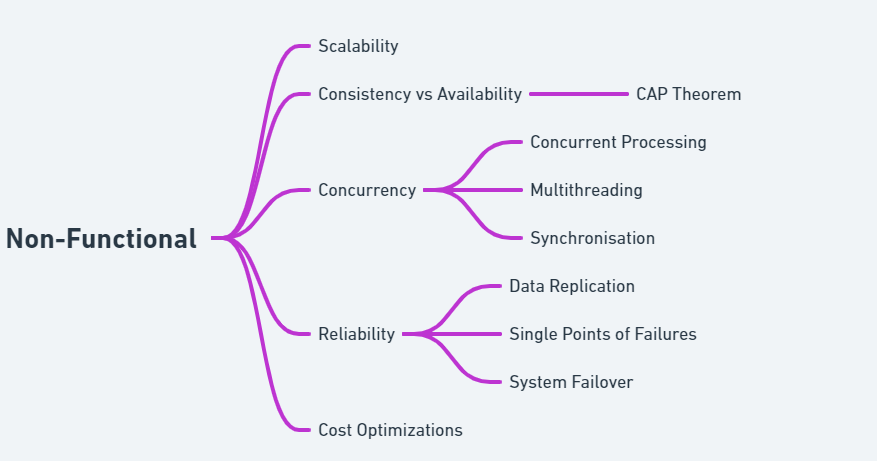 Scalability
Consistency vs Availability
CAP Theorem
Concurrent Processing
Concurrency
Multithreading
Synchronisation
Non-Functional
Data Replication
Reliability
Single Points of Failures
System Failover
Cost Optimizations